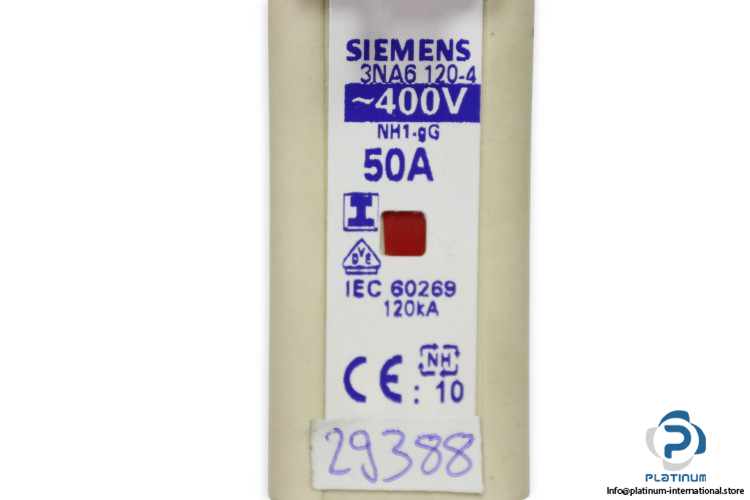 SIEMENS
3NA6 120-4
~400V
NH1-gG
50A
DVE
IEC 60269
120kA
CE NH
: 10
29388
PLATINUM
Info@platinum-international.store